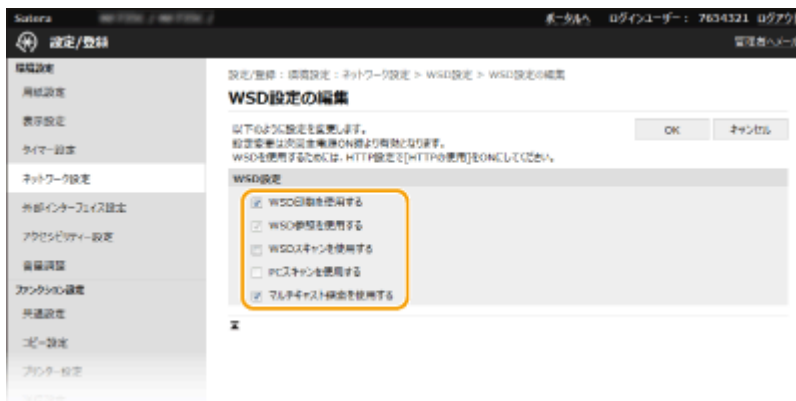 Satera
ポータルへ ログインユーザー: 7654321 ログアウト
設定/登録
管理者へメール
環境設定
用紙設定
表示設定
タイマー設定
ネットワーク設定
外部インターフェイス設定
アクセシビリティー設定
音量調整
ファンクション設定
共通設定
コピー設定
プリンター設定
設定/登録 : 環境設定 : ネットワーク設定 > WSD設定 > WSD設定の編集
WSD設定の編集
以下のように設定を変更します。
設定変更は次回主電源ON時より有効となります。
WSDを使用するためには、HTTP設定で[HTTPの使用]をONにしてください。
OK キャンセル
WSD設定
WSD印刷を使用する
WSD参照を使用する
WSDスキャンを使用する
PCスキャンを使用する
マルチキャスト探索を使用する